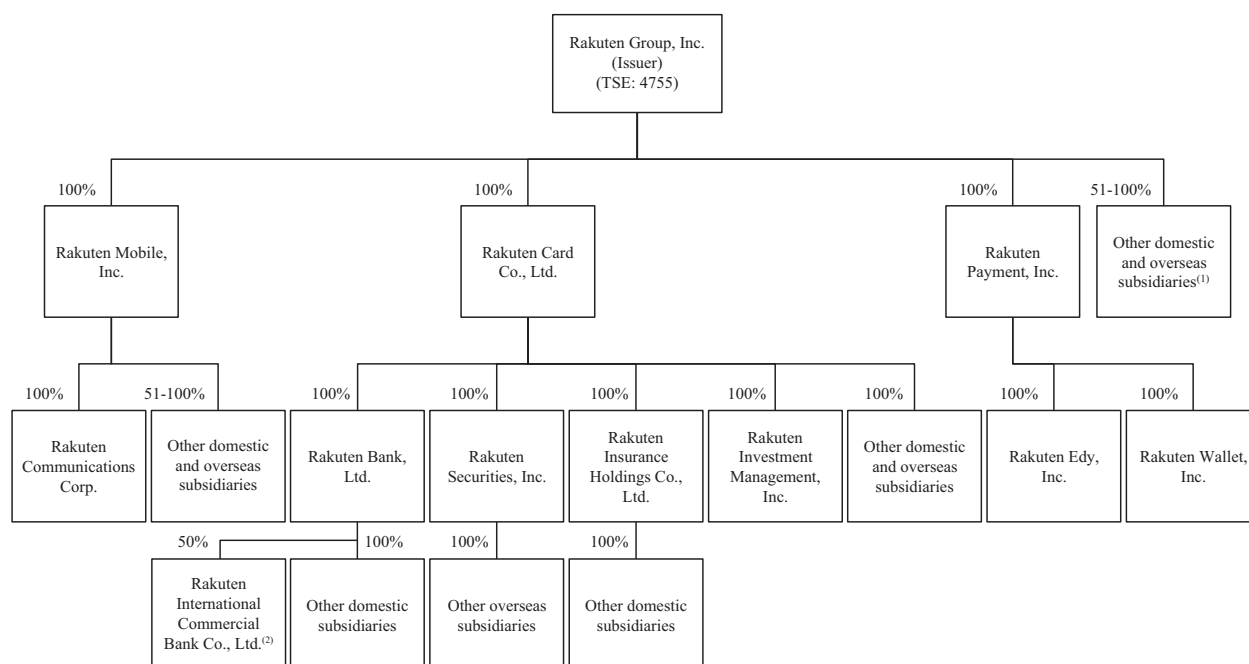 Rakuten Group, Inc.
(Issuer)
(TSE: 4755)
100%
100%
100%
51-100%
Rakuten Mobile,
Inc.
Rakuten Card
Co., Ltd.
Rakuten
Payment, Inc.
Other domestic
and overseas
subsidiaries(1)
100%
51-100%
100%
100%
100%
100%
100%
100%
100%
Rakuten
Communications
Corp.
Other domestic
and overseas
subsidiaries
Rakuten Bank,
Ltd.
Rakuten
Securities, Inc.
Rakuten
Insurance
Holdings Co.,
Ltd.
Rakuten
Investment
Management,
Inc.
Other domestic
and overseas
subsidiaries
Rakuten Edy,
Inc.
Rakuten Wallet,
Inc.
50%
100%
100%
100%
Rakuten
International
Commercial
Bank Co., Ltd.(2)
Other domestic
subsidiaries
Other overseas
subsidiaries
Other domestic
subsidiaries